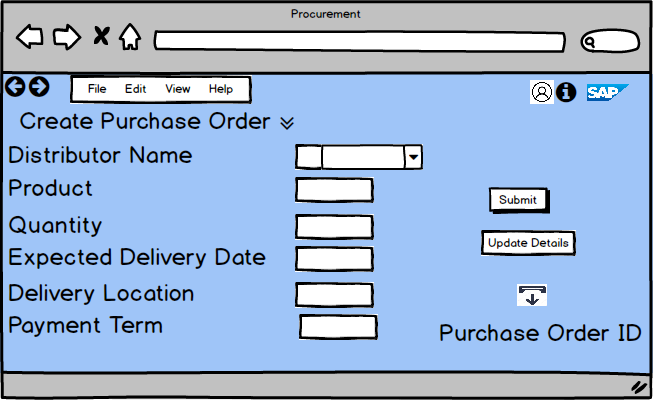 Procurement
File Edit View Help
SAP
Create Purchase Order
Distributor Name
Product
Submit
Quantity
Update Details
Expected Delivery Date
Delivery Location
Payment Term
Purchase Order ID